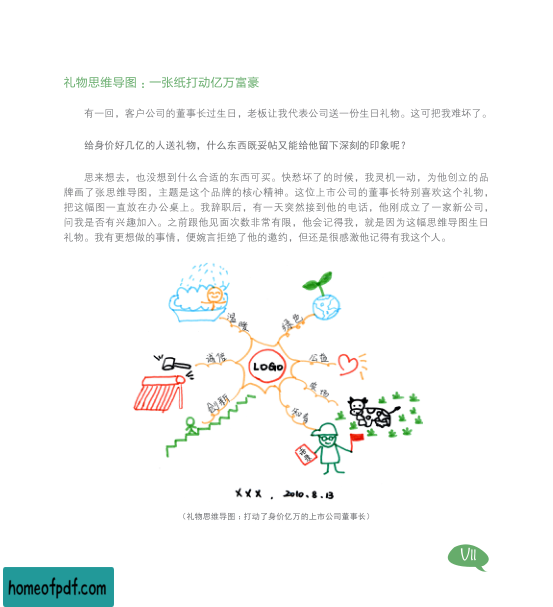 礼物思维导图：一张纸打动亿万富豪
有一回，客户公司的董事长过生日，老板让我代表公司送一份生日礼物。这可把我难坏了。
给身价好几亿的人送礼物，什么东西既妥帖又能给他留下深刻的印象呢？
思来想去，也没想到什么合适的东西可买。快愁坏了的时候，我灵机一动，为他创立的品
牌画了张思维导图，主题是这个品牌的核心精神。这位上市公司的董事长特别喜欢这个礼物，
把这幅图一直放在办公桌上。我辞职后，有一天突然接到他的电话，他刚成立了一家新公司，
问我是否有兴趣加入。之前跟他见面次数非常有限，他会记得我，就是因为这幅思维导图生日
礼物。我有更想做的事情，便婉言拒绝了他的邀约，但还是很感激他记得有我这个人。
温暖
诚信
公益
LOGO
创新
XXX . 2010.8.13
（礼物思维导图：打动了身价亿万的上市公司董事长）
VII
homeofpdf.com